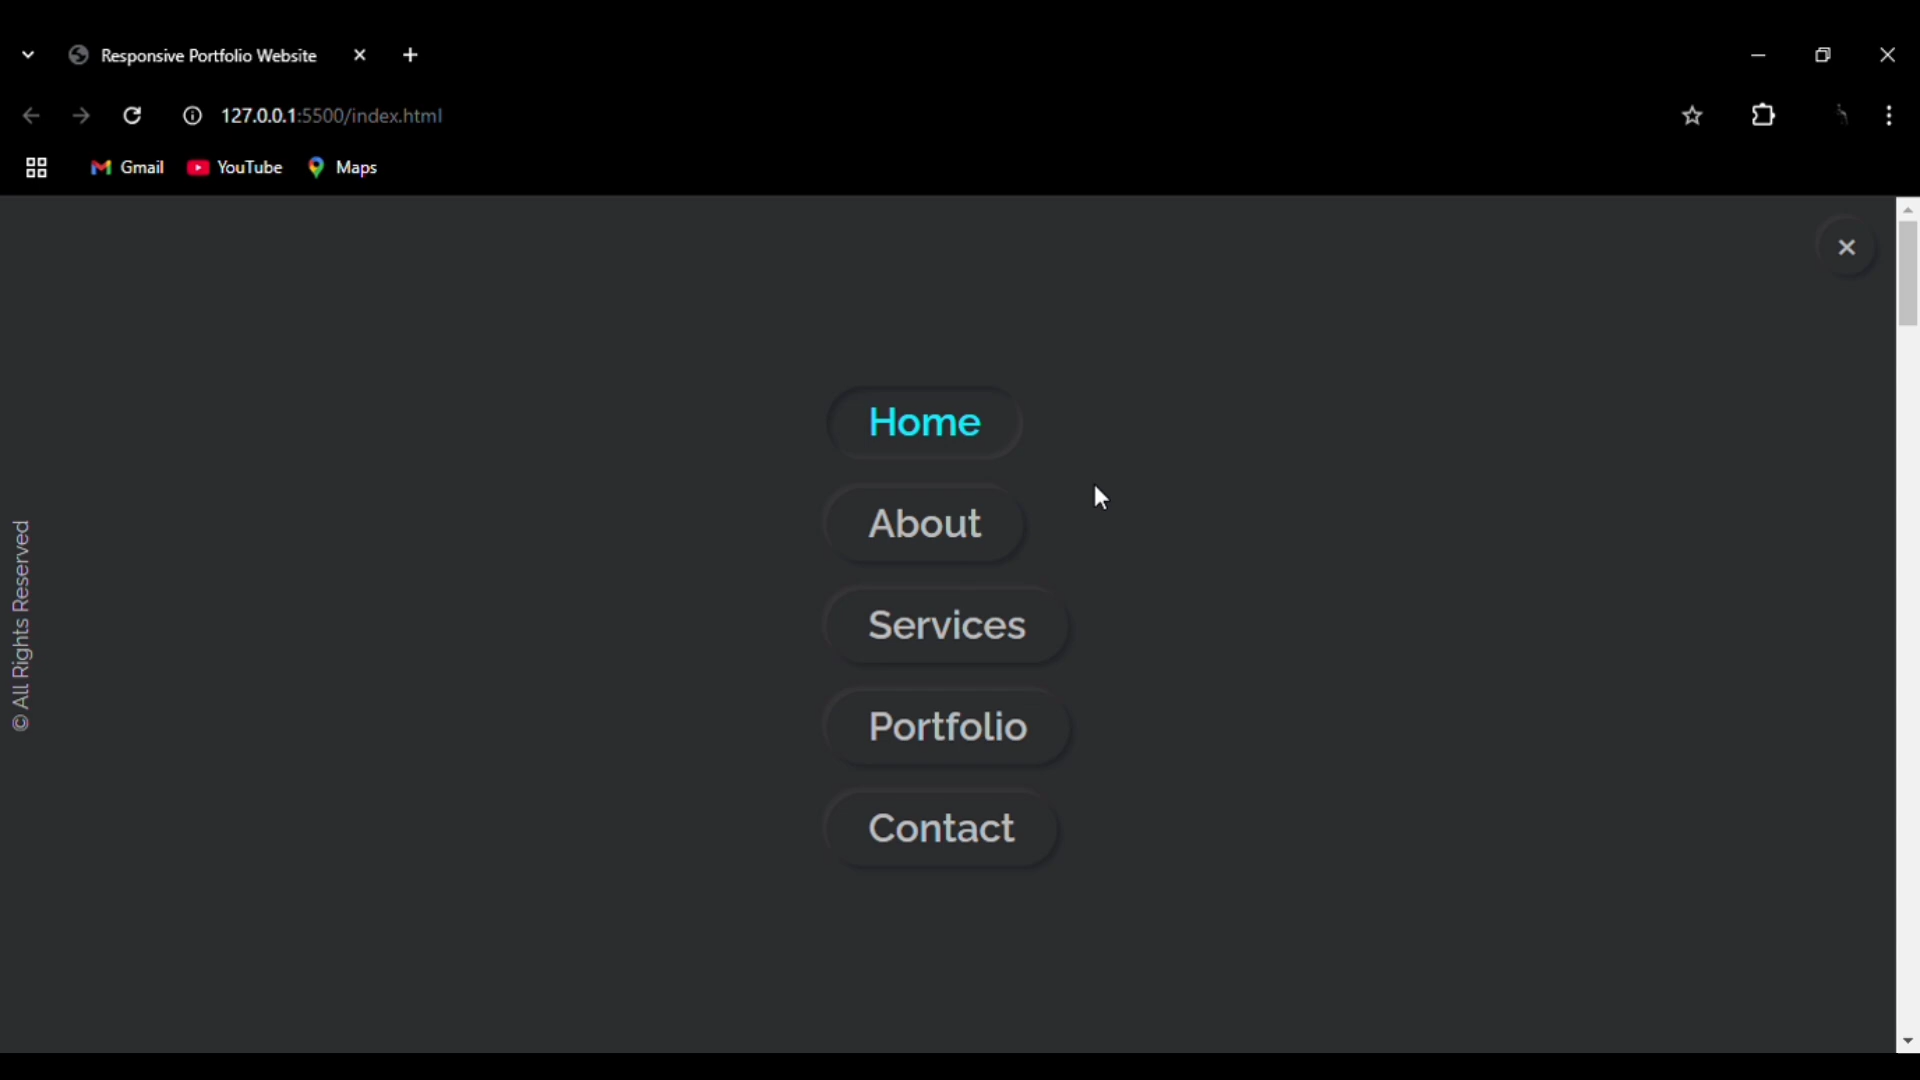 Responsive Portfolio Website
127.0.0.1:5500/index.html
Gmail YouTube Maps
Home
About
Services
Portfolio
Contact
© All Rights Reserved